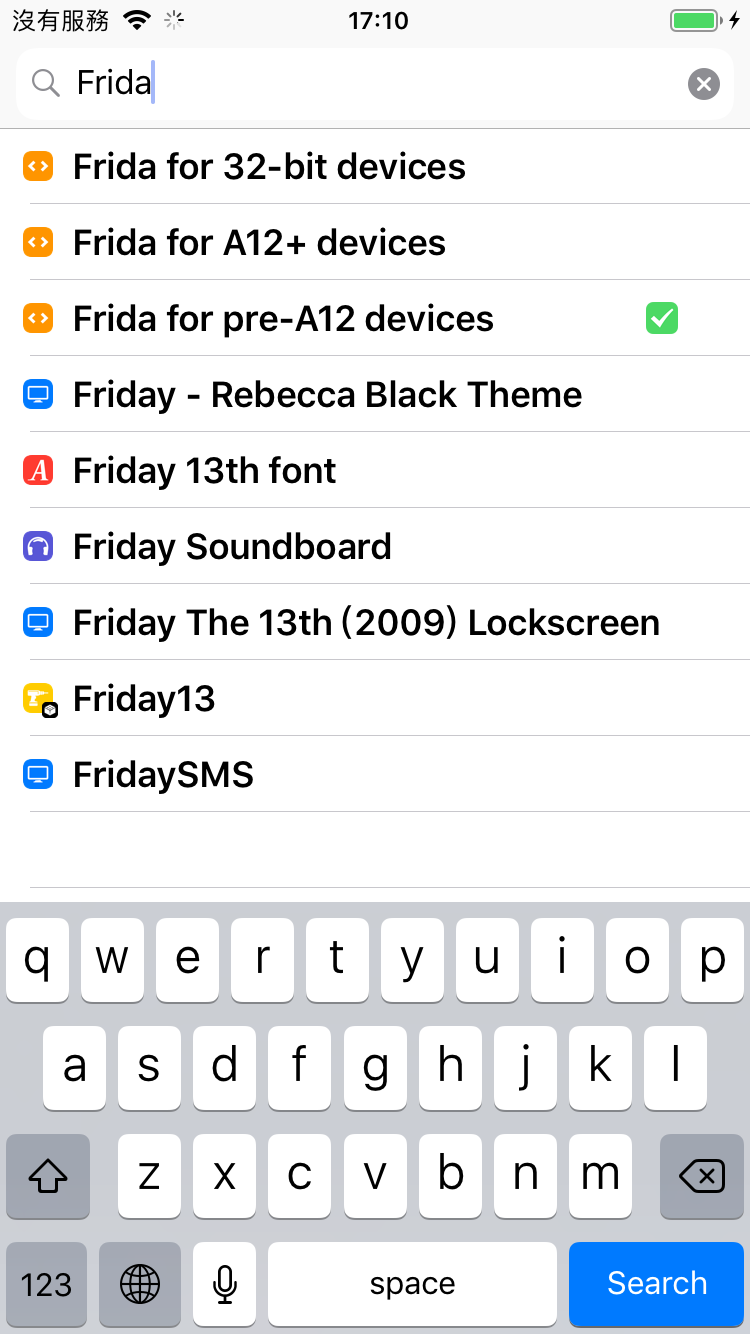 沒有服務 17:10
Frida
Frida for 32-bit devices
Frida for A12+ devices
Frida for pre-A12 devices
Friday - Rebecca Black Theme
A Friday 13th font
Friday Soundboard
Friday The 13th (2009) Lockscreen
Friday13
FridaySMS
q w e r t y u i o p
a s d f g h j k l
z x c v b n m
123 space Search